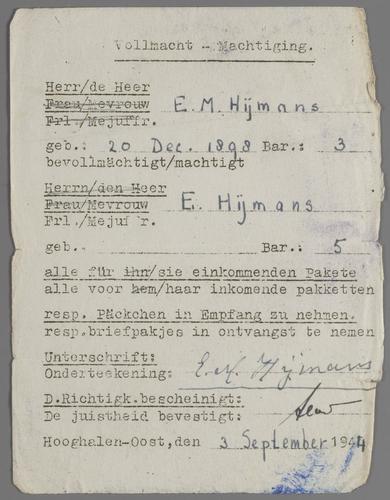 Vollmacht - Machtiging.
Herr/de Heer
Frau/Mevrouw E. M. Hijmans
Frl./Mejuffr.
geb.: 20 Dec. 1898 Bar.: 3
bevollmächtigt/machtigt
Herrn/den Heer
Frau/Mevrouw E. Hijmans
Frl./Mejuffr.
geb. Bar.: 5
alle für ihn/sie einkommenden Pakete
alle voor hem/haar inkomende pakketten
resp. Päckchen in Empfang zu nehmen.
resp. briefpakjes in ontvangst te nemen
Unterschrift:
Onderteekening: E. M. Hijmans
D.Richtigk.bescheinigt:
De juistheid bevestigt:
Hooghalen-Oost, den 3 September 1944